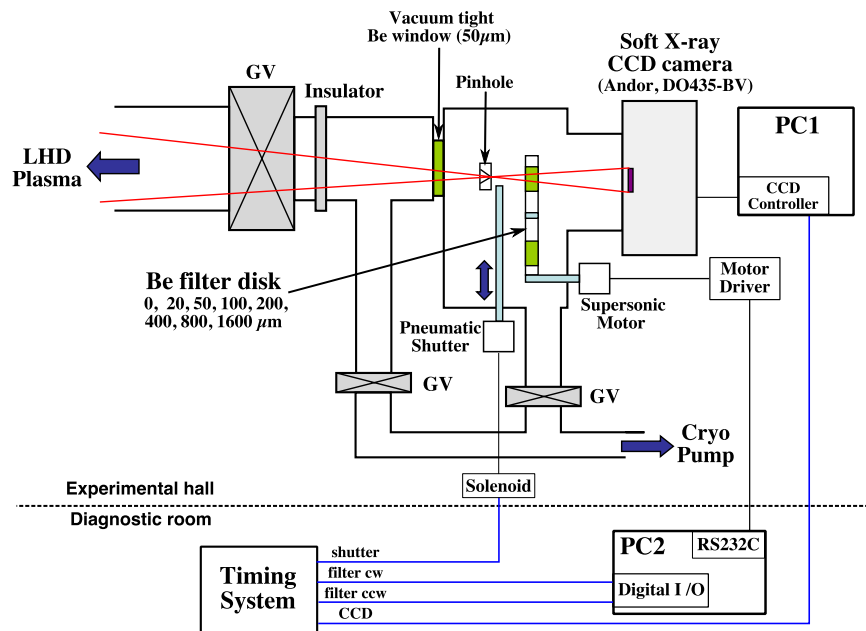 Vacuum tight
Be window (50μm)
Soft X-ray
CCD camera
(Andor, DO435-BV)
GV
Insulator
Pinhole
PC1
CCD
Controller
LHD
Plasma
Be filter disk
0, 20, 50, 100, 200,
400, 800, 1600 μm
Motor
Driver
Supersonic
Motor
Pneumatic
Shutter
GV
GV
Cryo
Pump
Solenoid
Experimental hall
Diagnostic room
PC2
RS232C
Digital I /O
Timing
System
shutter
filter cw
filter ccw
CCD